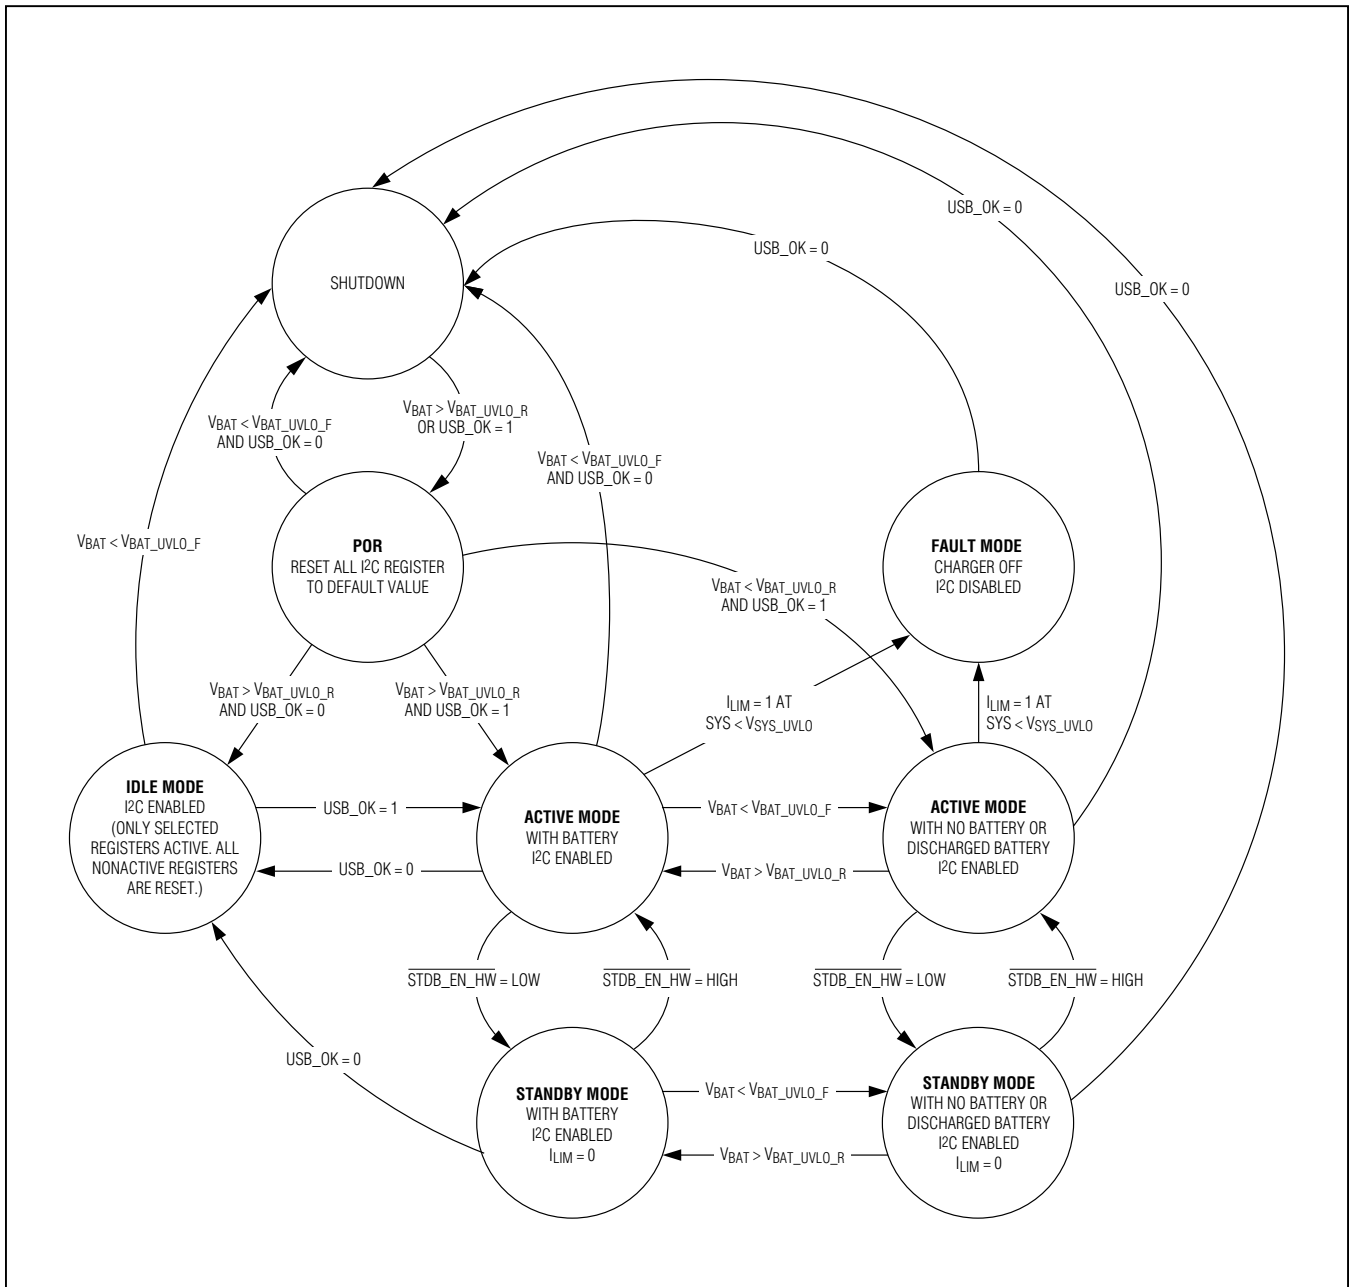 USB_OK = 0
USB_OK = 0
SHUTDOWN
USB_OK = 0
VBAT < VBAT_UVLO_F
AND USB_OK = 0
VBAT > VBAT_UVLO_R
OR USB_OK = 1
VBAT < VBAT_UVLO_F
AND USB_OK = 0
VBAT < VBAT_UVLO_F
POR
RESET ALL I²C REGISTER
TO DEFAULT VALUE
VBAT < VBAT_UVLO_R
AND USB_OK = 1
FAULT MODE
CHARGER OFF
I²C DISABLED
VBAT > VBAT_UVLO_R
AND USB_OK = 0
VBAT > VBAT_UVLO_R
AND USB_OK = 1
ILIM = 1 AT
SYS < VSYS_UVLO
ILIM = 1 AT
SYS < VSYS_UVLO
IDLE MODE
I²C ENABLED
(ONLY SELECTED
REGISTERS ACTIVE. ALL
NONACTIVE REGISTERS
ARE RESET.)
USB_OK = 1
USB_OK = 0
ACTIVE MODE
WITH BATTERY
I²C ENABLED
VBAT < VBAT_UVLO_F
VBAT > VBAT_UVLO_R
ACTIVE MODE
WITH NO BATTERY OR
DISCHARGED BATTERY
I²C ENABLED
STDB_EN_HW = LOW
STDB_EN_HW = HIGH
STDB_EN_HW = LOW
STDB_EN_HW = HIGH
USB_OK = 0
STANDBY MODE
WITH BATTERY
I²C ENABLED
ILIM = 0
VBAT < VBAT_UVLO_F
VBAT > VBAT_UVLO_R
STANDBY MODE
WITH NO BATTERY OR
DISCHARGED BATTERY
I²C ENABLED
ILIM = 0